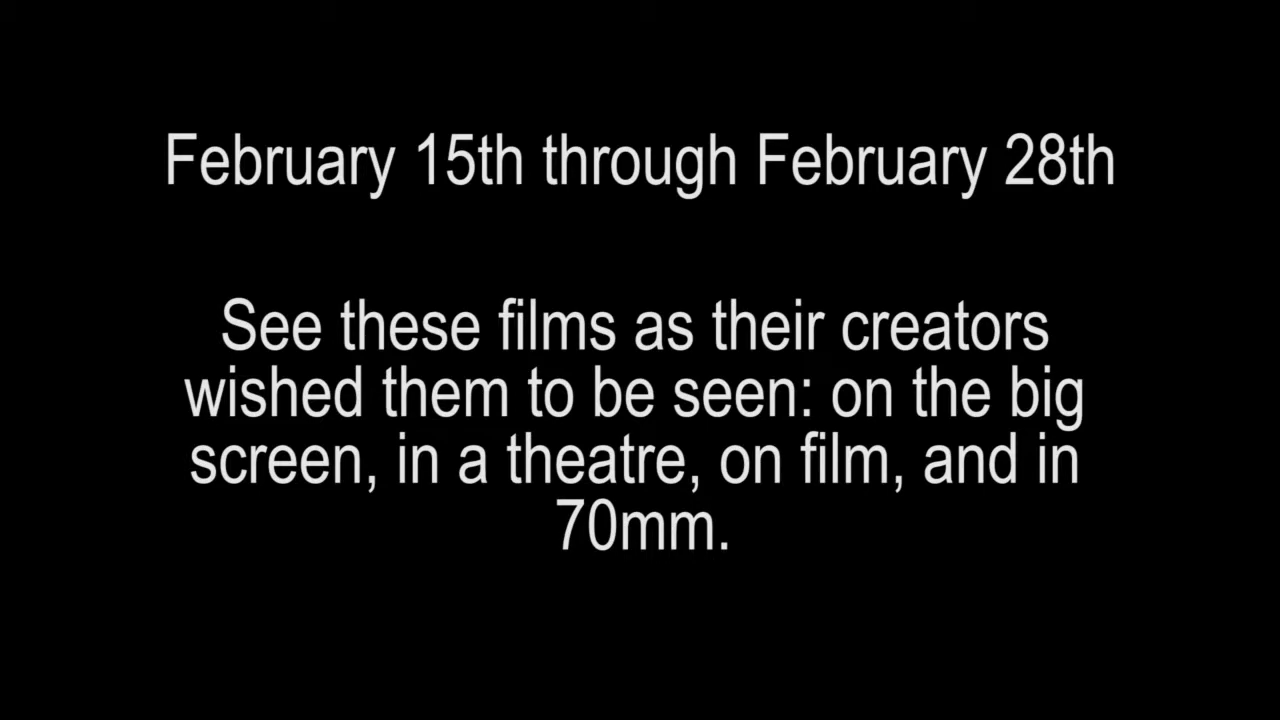 February 15th through February 28th
See these films as their creators
wished them to be seen: on the big
screen, in a theatre, on film, and in
70mm.